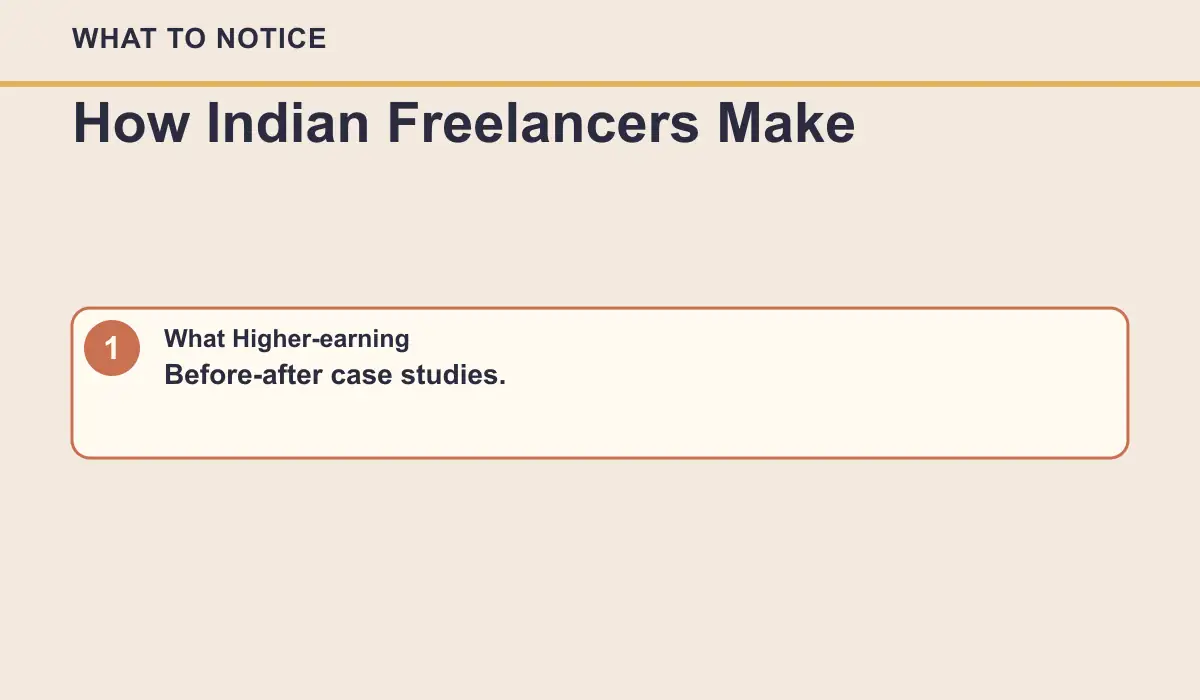 WHAT TO NOTICE
How Indian Freelancers Make
1
What Higher-earning
Before-after case studies.